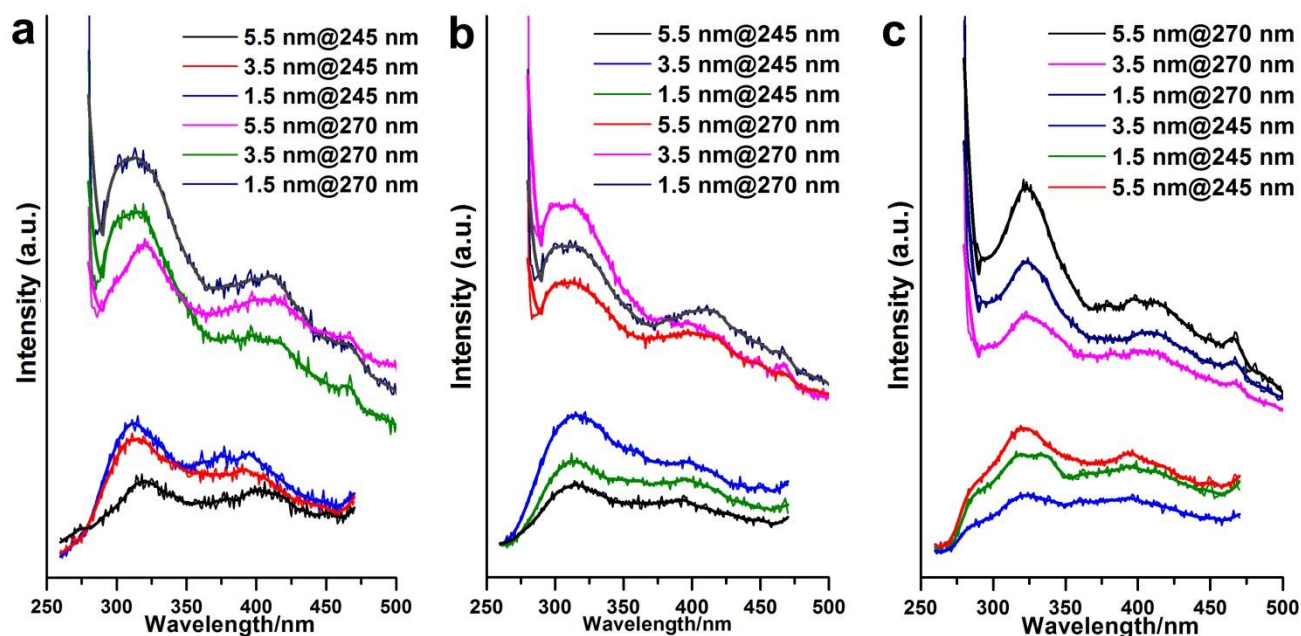 a
5.5 nm@245 nm
3.5 nm@245 nm
1.5 nm@245 nm
5.5 nm@270 nm
3.5 nm@270 nm
1.5 nm@270 nm
Intensity (a.u.)
250 300 350 400 450 500
Wavelength/nm
b
5.5 nm@245 nm
3.5 nm@245 nm
1.5 nm@245 nm
5.5 nm@270 nm
3.5 nm@270 nm
1.5 nm@270 nm
Intensity (a.u.)
250 300 350 400 450 500
Wavelength/nm
c
5.5 nm@270 nm
3.5 nm@270 nm
1.5 nm@270 nm
3.5 nm@245 nm
1.5 nm@245 nm
5.5 nm@245 nm
Intensity (a.u.)
250 300 350 400 450 500
Wavelength/nm